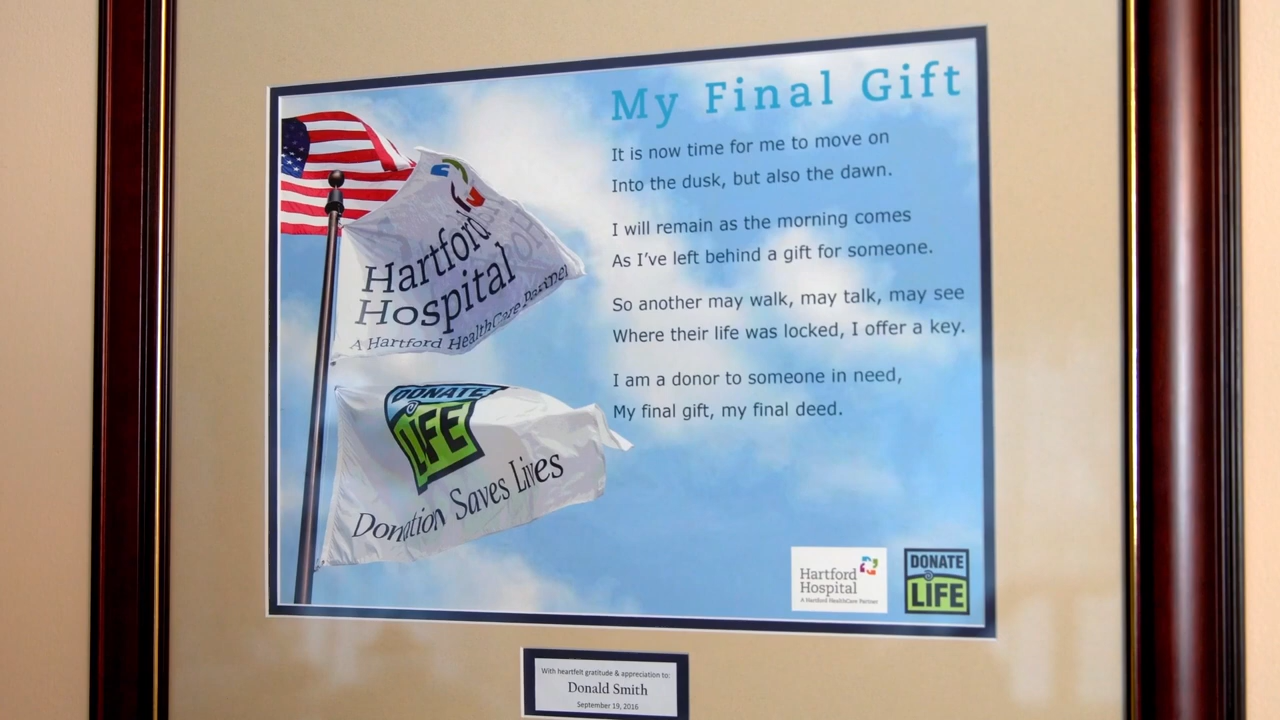 My Final Gift
It is now time for me to move on
Into the dusk, but also the dawn.
I will remain as the morning comes
As I've left behind a gift for someone.
So another may walk, may talk, may see
Where their life was locked, I offer a key.
I am a donor to someone in need,
My final gift, my final deed.
Hartford
Hospital
A Hartford HealthCare Partner
DONATE
LIFE
Donation Saves Lives
Hartford
Hospital
A Hartford HealthCare Partner
DONATE
LIFE
With heartfelt gratitude & appreciation to:
Donald Smith
September 19, 2016